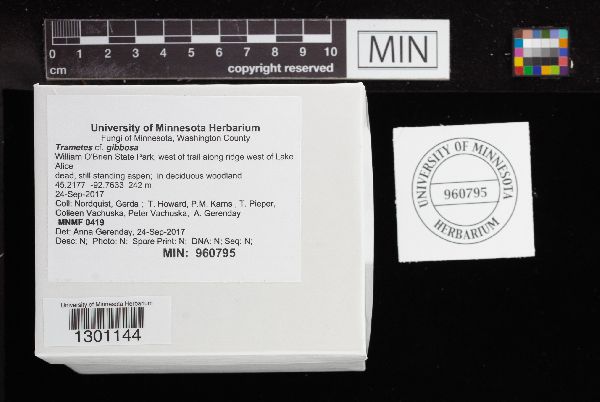 0 1 2 3 4 5 6 7 8 9 10
cm
copyright reserved
MIN
University of Minnesota Herbarium
Fungi of Minnesota, Washington County
Trametes cf. gibbosa
William O'Brien State Park; west of trail along ridge west of Lake
Alice
dead, still standing aspen; in deciduous woodland
45.2177 -92.7633 242 m
24-Sep-2017
Coll: Nordquist, Gerda ; T. Howard, P.M. Karns , T. Pieper,
Colleen Vachuska, Peter Vachuska, A. Gerenday
MNMF 0419
Det: Anna Gerenday, 24-Sep-2017
Desc: N; Photo: N; Spore Print: N; DNA: N; Seq: N;
MIN: 960795
University of Minnesota Herbarium
1301144
UNIVERSITY OF MINNESOTA
960795
HERBARIUM